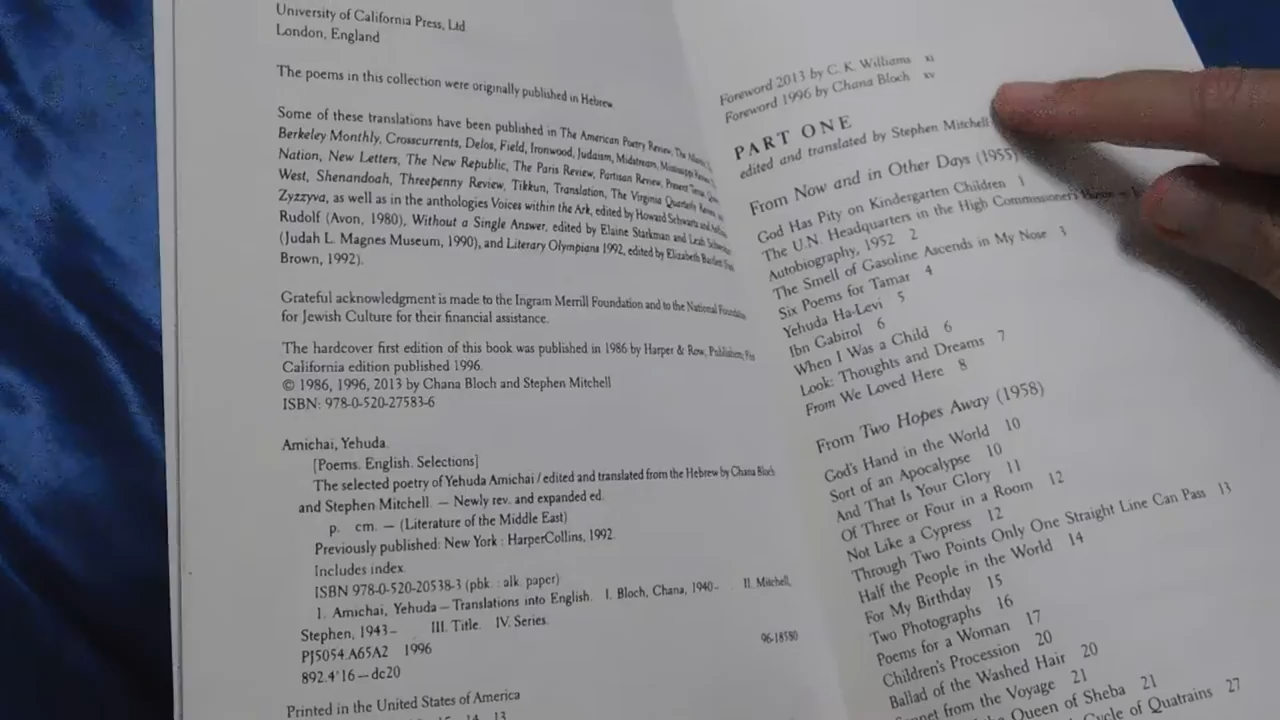 University of California Press, Ltd.
London, England
The poems in this collection were originally published in Hebrew.
Some of these translations have been published in The American Poetry Review, The
Berkeley Monthly, Crosscurrents, Delos, Field, Ironwood, Judaism, Midstream, Mississippi Review,
Nation, New Letters, The New Republic, The Paris Review, Partisan Review, Present Tense,
West, Shenandoah, Threepenny Review, Tikkun, Translation, The Virginia Quarterly Review,
Zyzzyva, as well as in the anthologies Voices within the Ark, edited by Howard Schwartz and
Rudolf (Avon, 1980), Without a Single Answer, edited by Elaine Starkman and Leah
(Judah L. Magnes Museum, 1990), and Literary Olympians 1992, edited by Elizabeth
Brown, 1992).
Grateful acknowledgment is made to the Ingram Merrill Foundation and to the National Foundation
for Jewish Culture for their financial assistance.
The hardcover first edition of this book was published in 1986 by Harper & Row,
California edition published 1996.
© 1986, 1996, 2013 by Chana Bloch and Stephen Mitchell
ISBN: 978-0-520-27583-6
Amichai, Yehuda.
[Poems. English. Selections]
The selected poetry of Yehuda Amichai / edited and translated from the Hebrew by Chana Bloch
and Stephen Mitchell. — Newly rev. and expanded ed.
p. cm. — (Literature of the Middle East)
Previously published: New York : HarperCollins, 1992.
Includes index.
ISBN 978-0-520-20538-3 (pbk. : alk. paper)
1. Amichai, Yehuda — Translations into English. I. Bloch, Chana, 1940– . II. Mitchell,
Stephen, 1943– . III. Title. IV. Series.
PJ5054.A65A2 1996
892.4'16 — dc20
96-18580
Printed in the United States of America
14 13
Foreword 2013 by C. K. Williams xi
Foreword 1996 by Chana Bloch xv
PART ONE
edited and translated by Stephen Mitchell
From Now and in Other Days (1955)
God Has Pity on Kindergarten Children 1
The U.N. Headquarters in the High Commissioner's
Autobiography, 1952 2
The Smell of Gasoline Ascends in My Nose 3
Six Poems for Tamar 4
Yehuda Ha-Levi 5
Ibn Gabirol 6
When I Was a Child 6
Look: Thoughts and Dreams 7
From We Loved Here 8
From Two Hopes Away (1958)
God's Hand in the World 10
Sort of an Apocalypse 10
And That Is Your Glory 11
Of Three or Four in a Room 12
Not Like a Cypress 12
Through Two Points Only One Straight Line Can Pass 13
Half the People in the World 14
For My Birthday 15
Two Photographs 16
Poems for a Woman 17
Children's Procession 20
Ballad of the Washed Hair 20
from the Voyage 21
Queen of Sheba 21
Cycle of Quatrains 27